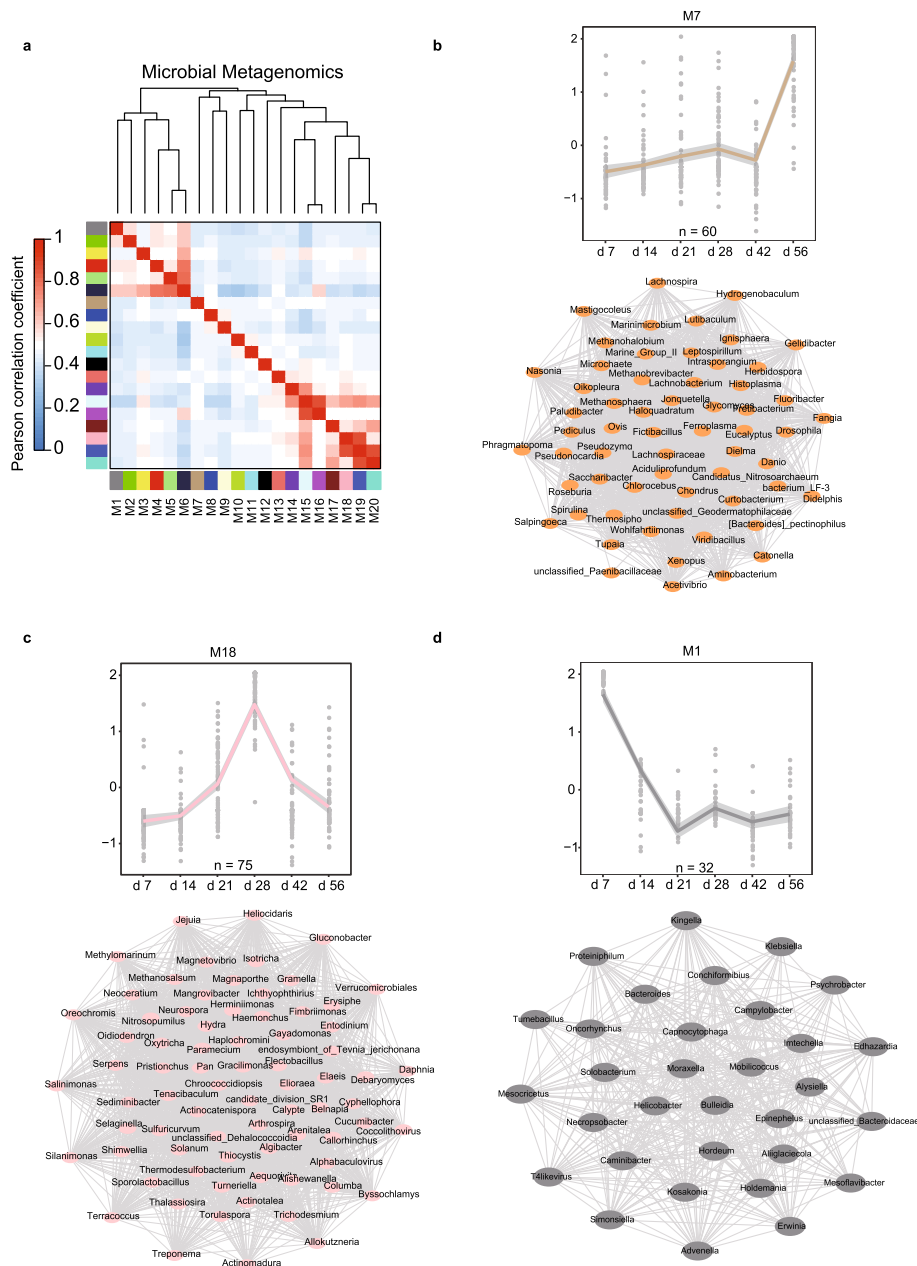 a
Microbial Metagenomics
Pearson correlation coefficient
1
0.8
0.6
0.4
0.2
0
M1
M2
M3
M4
M5
M6
M7
M8
M9
M10
M11
M12
M13
M14
M15
M16
M17
M18
M19
M20
b
M7
2
1
0
−1
n = 60
d 7
d 14
d 21
d 28
d 42
d 56
Lachnospira
Hydrogenobaculum
Mastigocoleus
Lutibaculum
Marinimicrobium
Ignisphaera
Methanohalobium
Gelidibacter
Marine_Group_II
Leptospirillum
Intrasporangium
Microchaete
Methanobrevibacter
Herbidospora
Nasonia
Lachnobacterium
Histoplasma
Oikopleura
Methanosphaera
Jonquetella
Fluoribacter
Glycomyces
Paludibacter
Haloquadratum
Fangia
Pediculus
Ovis
Fictibacillus
Ferroplasma
Eucalyptus
Drosophila
Phragmatopoma
Pseudozymo
Dielma
Pseudonocardia
Lachnospiraceae
Danio
Aciduliprofundum
Saccharibacter
Candidatus_Nitrosoarchaeum
Roseburia
Chlorocebus
bacterium_LF-3
Chondrus
Didelphis
Curtobacterium
Spirulina
unclassified_Geodermatophilaceae
Salpingoeca
Thermosipho
[Bacteroides]_pectinophilus
Wohlfahrtiimonas
Viridibacillus
Tupaia
Catonella
Xenopus
unclassified_Paenibacillaceae
Aminobacterium
Acetivibrio
c
M18
2
1
0
−1
n = 75
d 7
d 14
d 21
d 28
d 42
d 56
Heliocidaris
Jejuia
Gluconobacter
Methylomarinum
Isotricha
Magnetovibrio
Methanosalsum
Magnaporthe
Gramella
Verrucomicrobiales
Neoceratium
Mangrovibacter
Ichthyophthirius
Erysiphe
Herminiimonas
Oreochromis
Neurospora
Haemonchus
Fimbriimonas
Nitrosopumilus
Hydra
Entodinium
Oidiodendron
Haplochromini
Gayadomonas
Oxytricha
Paramecium
endosymbiont_of_Tevnia_jerichonana
Serpens
Pristionchus
Pan
Gracilimonas
Flectobacillus
Daphnia
Salinimonas
Chroococcidiopsis
Elioraea
Elaeis
Debaryomyces
Tenacibaculum
candidate_division_SR1
Sediminibacter
Actinocatenispora
Calypte
Belnapia
Cyphellophora
Selaginella
Sulfuricurvum
Arthrospira
Arenitalea
Cucumibacter
Coccolithovirus
unclassified_Dehalococcoidia
Callorhinchus
Silanimonas
Shimwellia
Solanum
Algibacter
Thiocystis
Alphabaculovirus
Thermodesulfobacterium
Alishewanella
Sporolactobacillus
Turneriella
Columba
Byssochlamys
Thalassiosira
Actinotalea
Terracoccus
Torulaspora
Trichodesmium
Allokutzneria
Treponema
Actinomadura
d
M1
2
1
0
−1
n = 32
d 7
d 14
d 21
d 28
d 42
d 56
Kingella
Klebsiella
Proteiniphilum
Conchiformibius
Psychrobacter
Bacteroides
Campylobacter
Tumebacillus
Oncorhynchus
Capnocytophaga
Imtechella
Edhazardia
Solobacterium
Moraxella
Mobilicoccus
Mesocricetus
Alysiella
Helicobacter
Bulleidia
Necropsobacter
Epinephelus
unclassified_Bacteroidaceae
Caminibacter
Hordeum
Aliiglaciecola
T4likevirus
Mesoflavibacter
Kosakonia
Holdemania
Simonsiella
Erwinia
Advenella